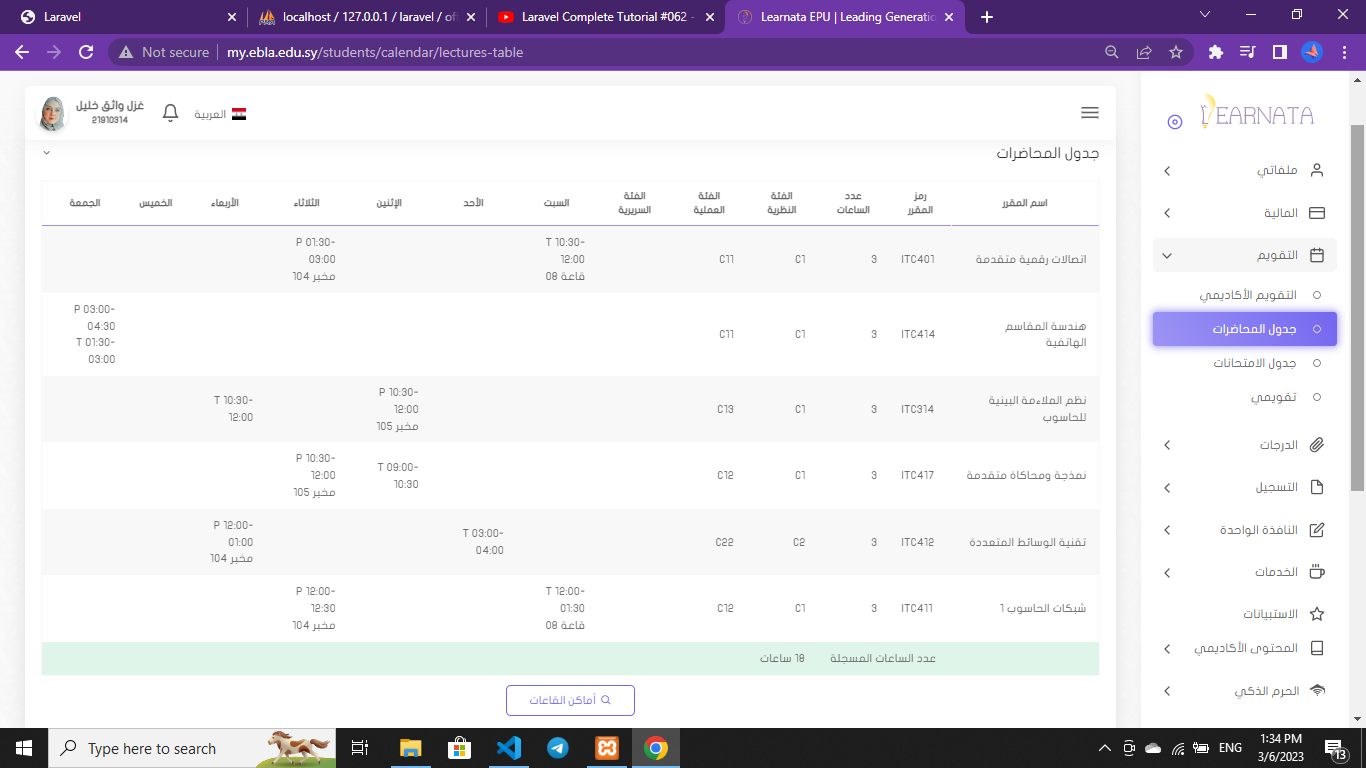 Laravel
localhost / 127.0.0.1 / laravel / of
Laravel Complete Tutorial #062 -
Learnata EPU | Leading Generatio
Not secure
my.ebla.edu.sy/students/calendar/lectures-table
غزل واثق خليل
21910314
العربية
EARNATA
جدول المحاضرات
اسم المقرر رمز المقرر عدد الساعات الفئة النظرية الفئة العملية الفئة السريرية السبت الأحد الإثنين الثلاثاء الأربعاء الخميس الجمعة
اتصالات رقمية متقدمة ITC401 3 C1 C11 T 10:30-12:00 قاعة 08 P 01:30-03:00 مخبر 104
هندسة المقاسم الهاتفية ITC414 3 C1 C11 P 03:00-04:30 T 01:30-03:00
نظم الملاءمة البينية للحاسوب ITC314 3 C1 C13 P 10:30-12:00 مخبر 105 T 10:30-12:00
نمذجة ومحاكاة متقدمة ITC417 3 C1 C12 T 09:00-10:30 P 10:30-12:00 مخبر 105
تقنية الوسائط المتعددة ITC412 3 C2 C22 T 03:00-04:00 P 12:00-01:00 مخبر 104
شبكات الحاسوب 1 ITC411 3 C1 C12 T 12:00-01:30 قاعة 08 P 12:00-12:30 مخبر 104
عدد الساعات المسجلة 18 ساعات
أماكن القاعات
ملفاتي
المالية
التقويم
التقويم الأكاديمي
جدول المحاضرات
جدول الامتحانات
تقويمي
الدرجات
التسجيل
النافذة الواحدة
الخدمات
الاستبيانات
المحتوى الأكاديمي
الحرم الذكي
Type here to search
ENG
1:34 PM
3/6/2023
13